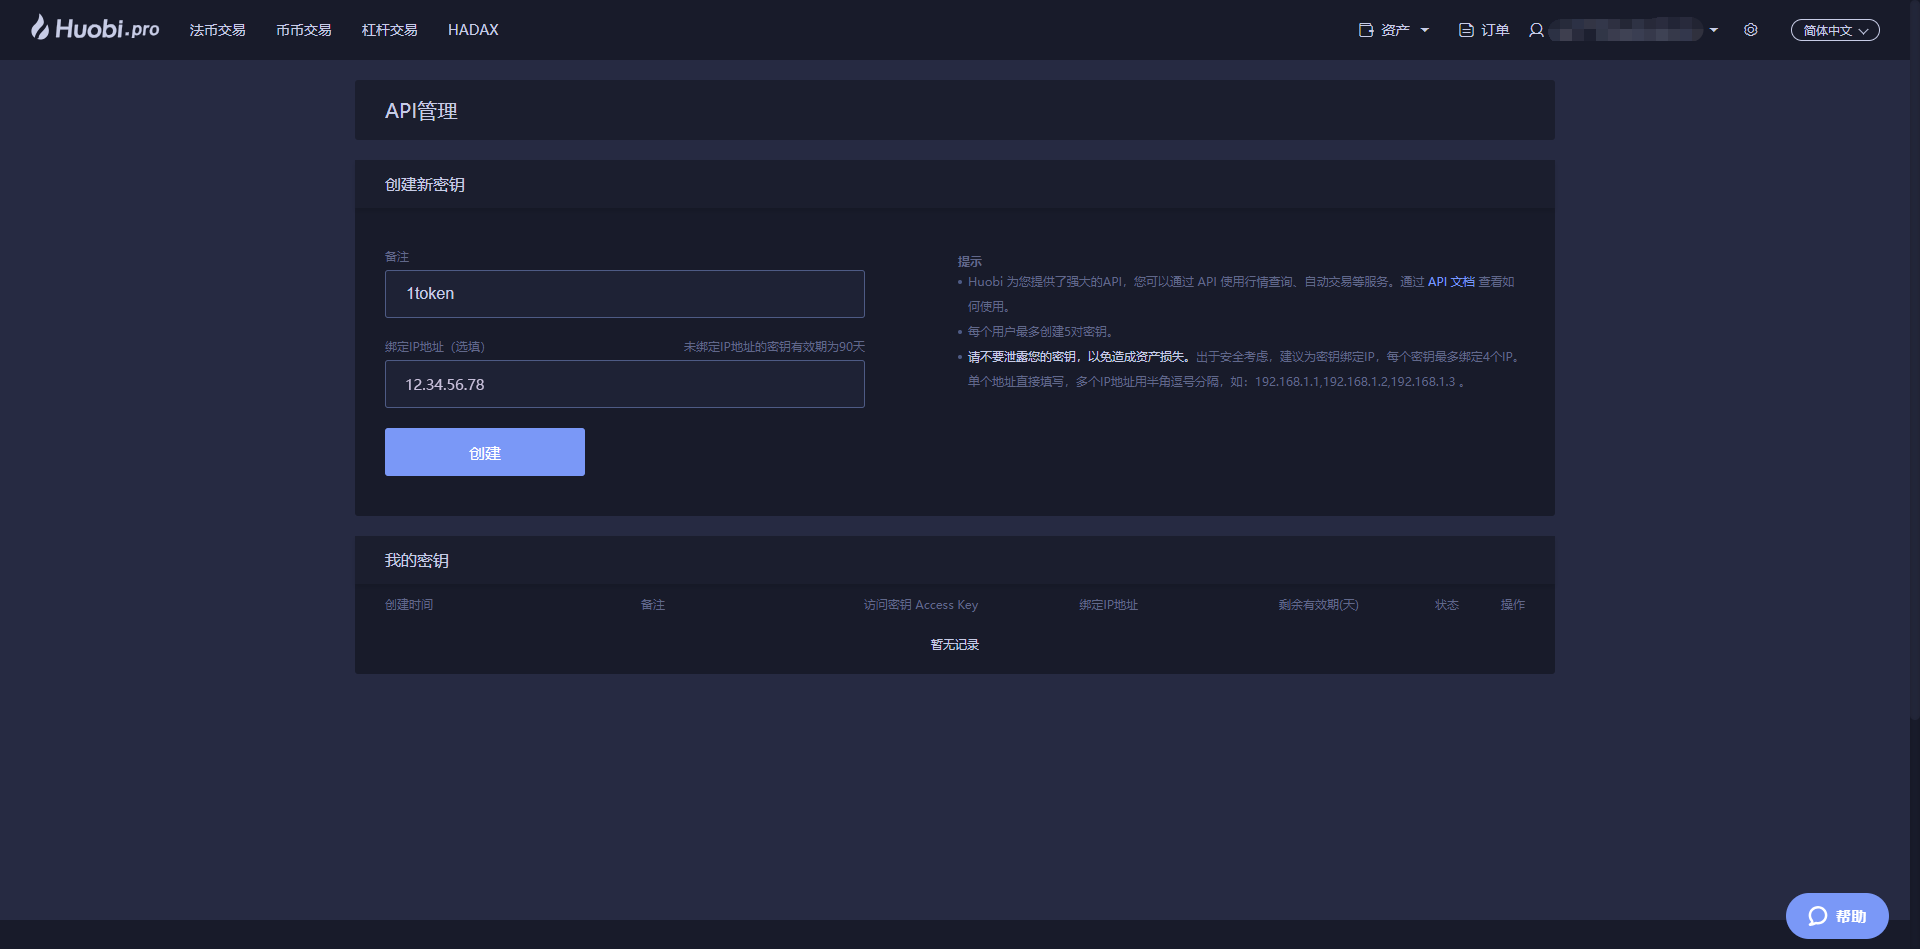 Huobi.pro 法币交易 币币交易 杠杆交易 HADAX 资产 订单 简体中文
API管理
创建新密钥
备注
1token
绑定IP地址（选填） 未绑定IP地址的密钥有效期为90天
12.34.56.78
创建
提示
Huobi 为您提供了强大的API，您可以通过 API 使用行情查询、自动交易等服务。通过 API 文档 查看如
何使用。
每个用户最多创建5对密钥。
请不要泄露您的密钥，以免造成资产损失。出于安全考虑，建议为密钥绑定IP，每个密钥最多绑定4个IP。
单个地址直接填写，多个IP地址用半角逗号分隔，如：192.168.1.1,192.168.1.2,192.168.1.3 。
我的密钥
创建时间 备注 访问密钥 Access Key 绑定IP地址 剩余有效期(天) 状态 操作
暂无记录
帮助